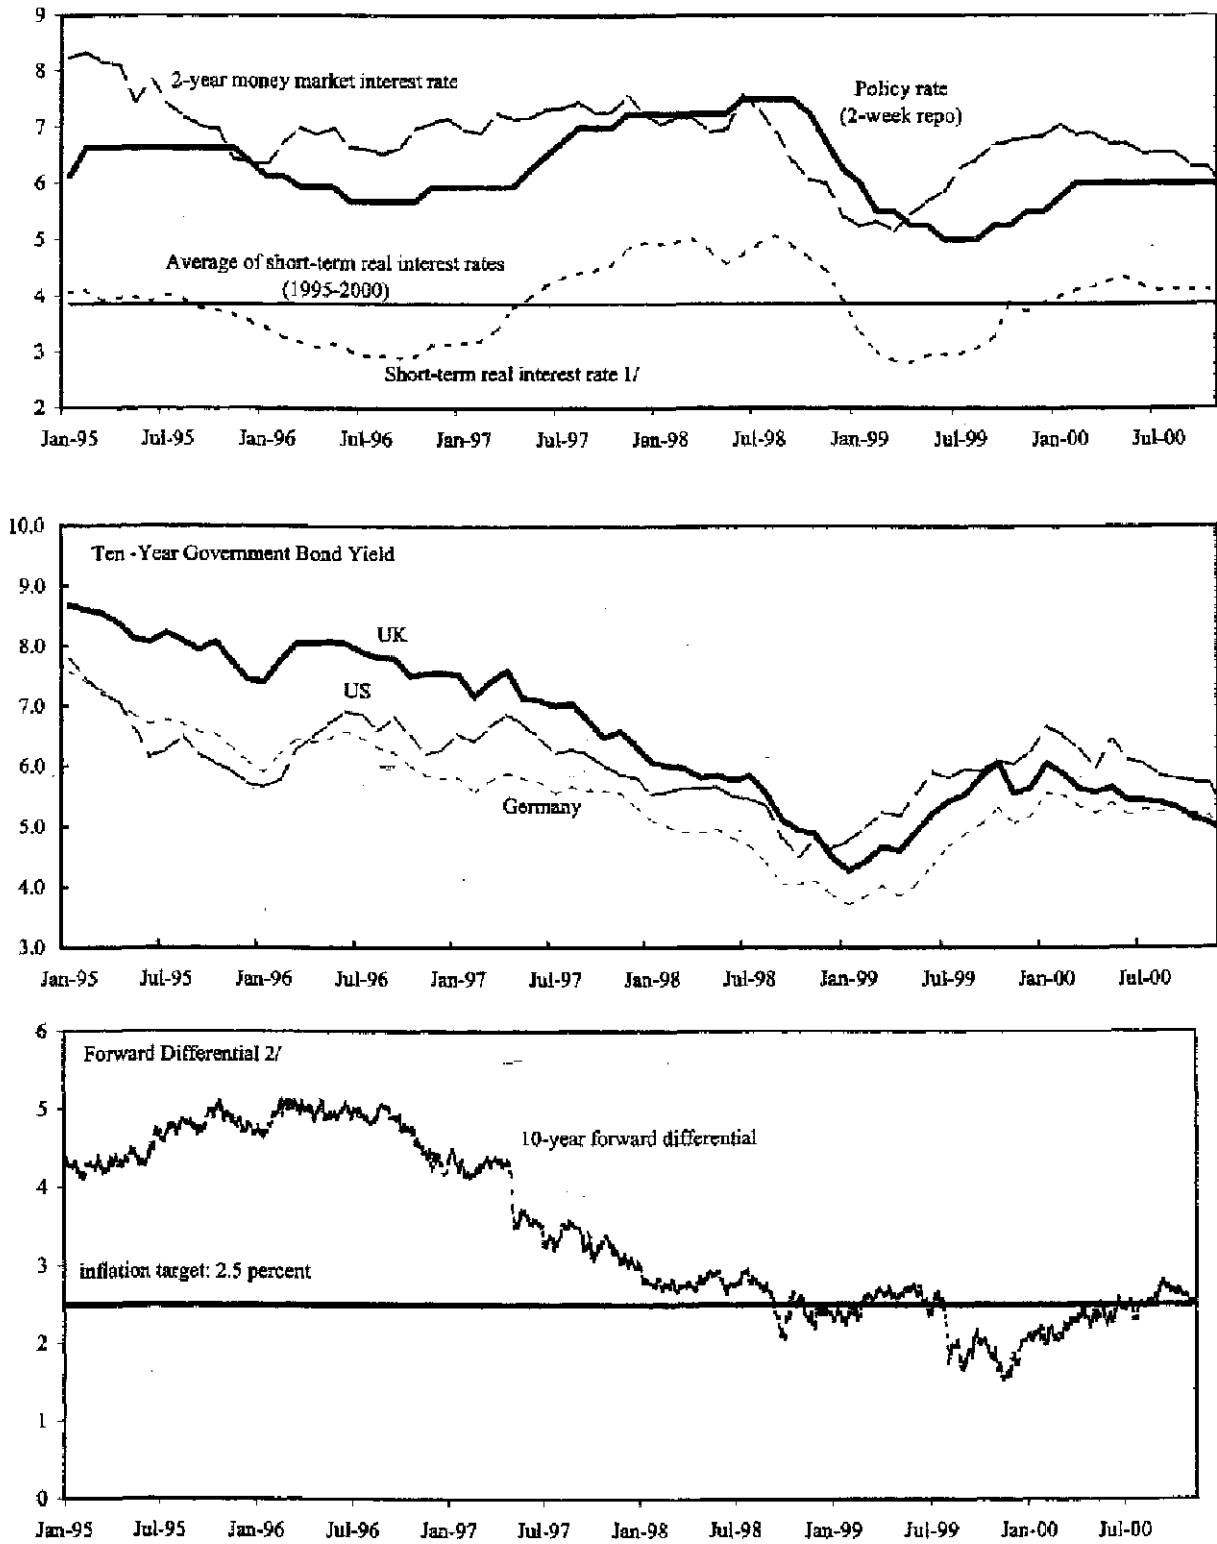 9
8
7
6
5
4
3
2
2-year money market interest rate
Policy rate
(2-week repo)
Average of short-term real interest rates
(1995-2000)
Short-term real interest rate 1/
Jan-95 Jul-95 Jan-96 Jul-96 Jan-97 Jul-97 Jan-98 Jul-98 Jan-99 Jul-99 Jan-00 Jul-00
10.0
9.0
8.0
7.0
6.0
5.0
4.0
3.0
Ten -Year Government Bond Yield
UK
US
Germany
Jan-95 Jul-95 Jan-96 Jul-96 Jan-97 Jul-97 Jan-98 Jul-98 Jan-99 Jul-99 Jan-00 Jul-00
6
5
4
3
2
1
0
Forward Differential 2/
10-year forward differential
inflation target: 2.5 percent
Jan-95 Jul-95 Jan-96 Jul-96 Jan-97 Jul-97 Jan-98 Jul-98 Jan-99 Jul-99 Jan-00 Jul-00